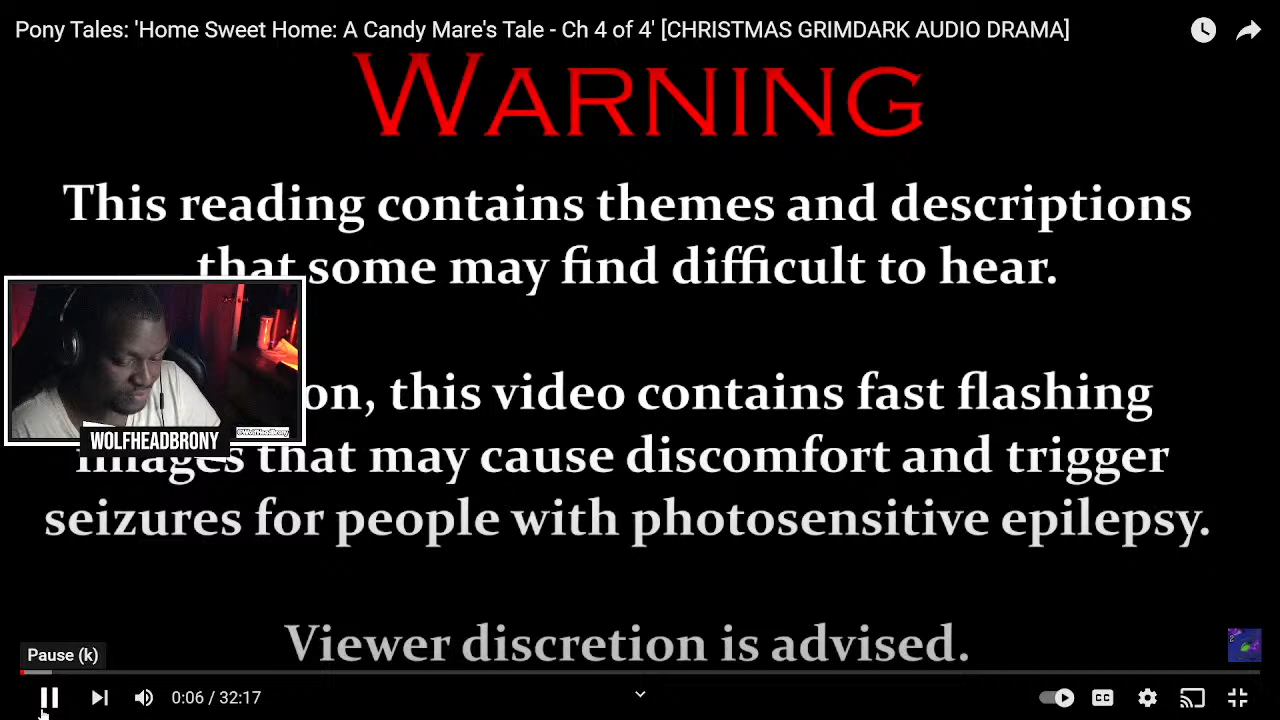 Pony Tales: 'Home Sweet Home: A Candy Mare's Tale - Ch 4 of 4' [CHRISTMAS GRIMDARK AUDIO DRAMA]
WARNING
This reading contains themes and descriptions
that some may find difficult to hear.
on, this video contains fast flashing
WOLFHEADBRONY
images that may cause discomfort and trigger
seizures for people with photosensitive epilepsy.
Viewer discretion is advised.
Pause (k)
0:06 / 32:17
CC